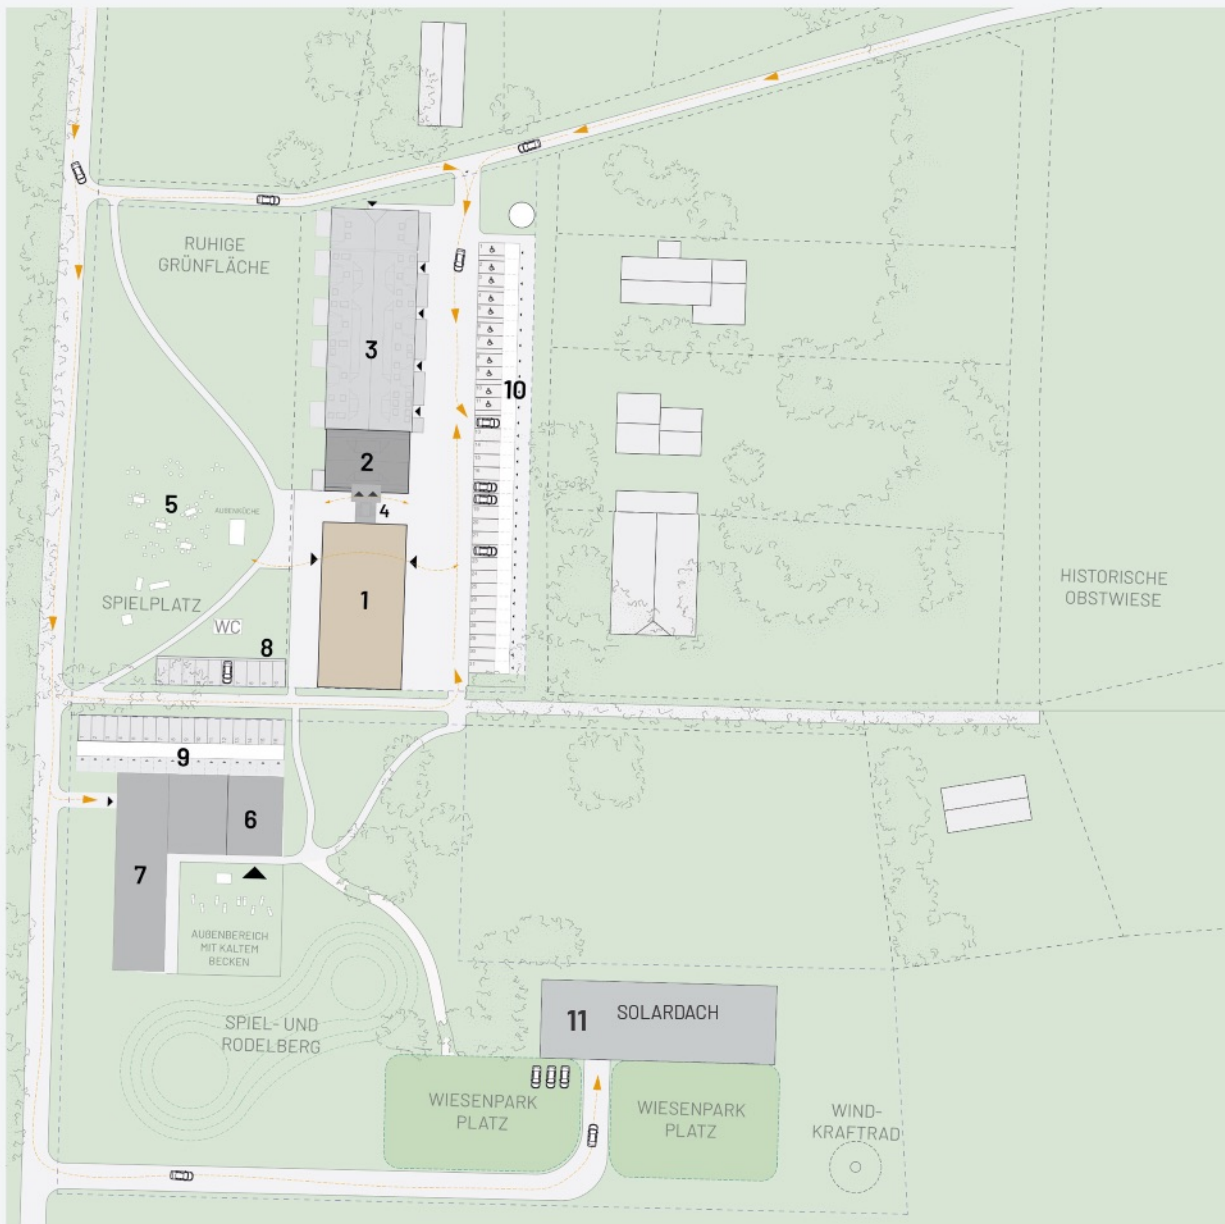 RUHIGE
GRÜNFLÄCHE
3
10
2
5
AUßENKÜCHE
4
1
HISTORISCHE
OBSTWIESE
SPIELPLATZ
WC
8
9
6
7
AUßENBEREICH
MIT KALTEM
BECKEN
SPIEL- UND
RODELBERG
11
SOLARDACH
WIESENPARK
PLATZ
WIESENPARK
PLATZ
WIND-
KRAFTRAD